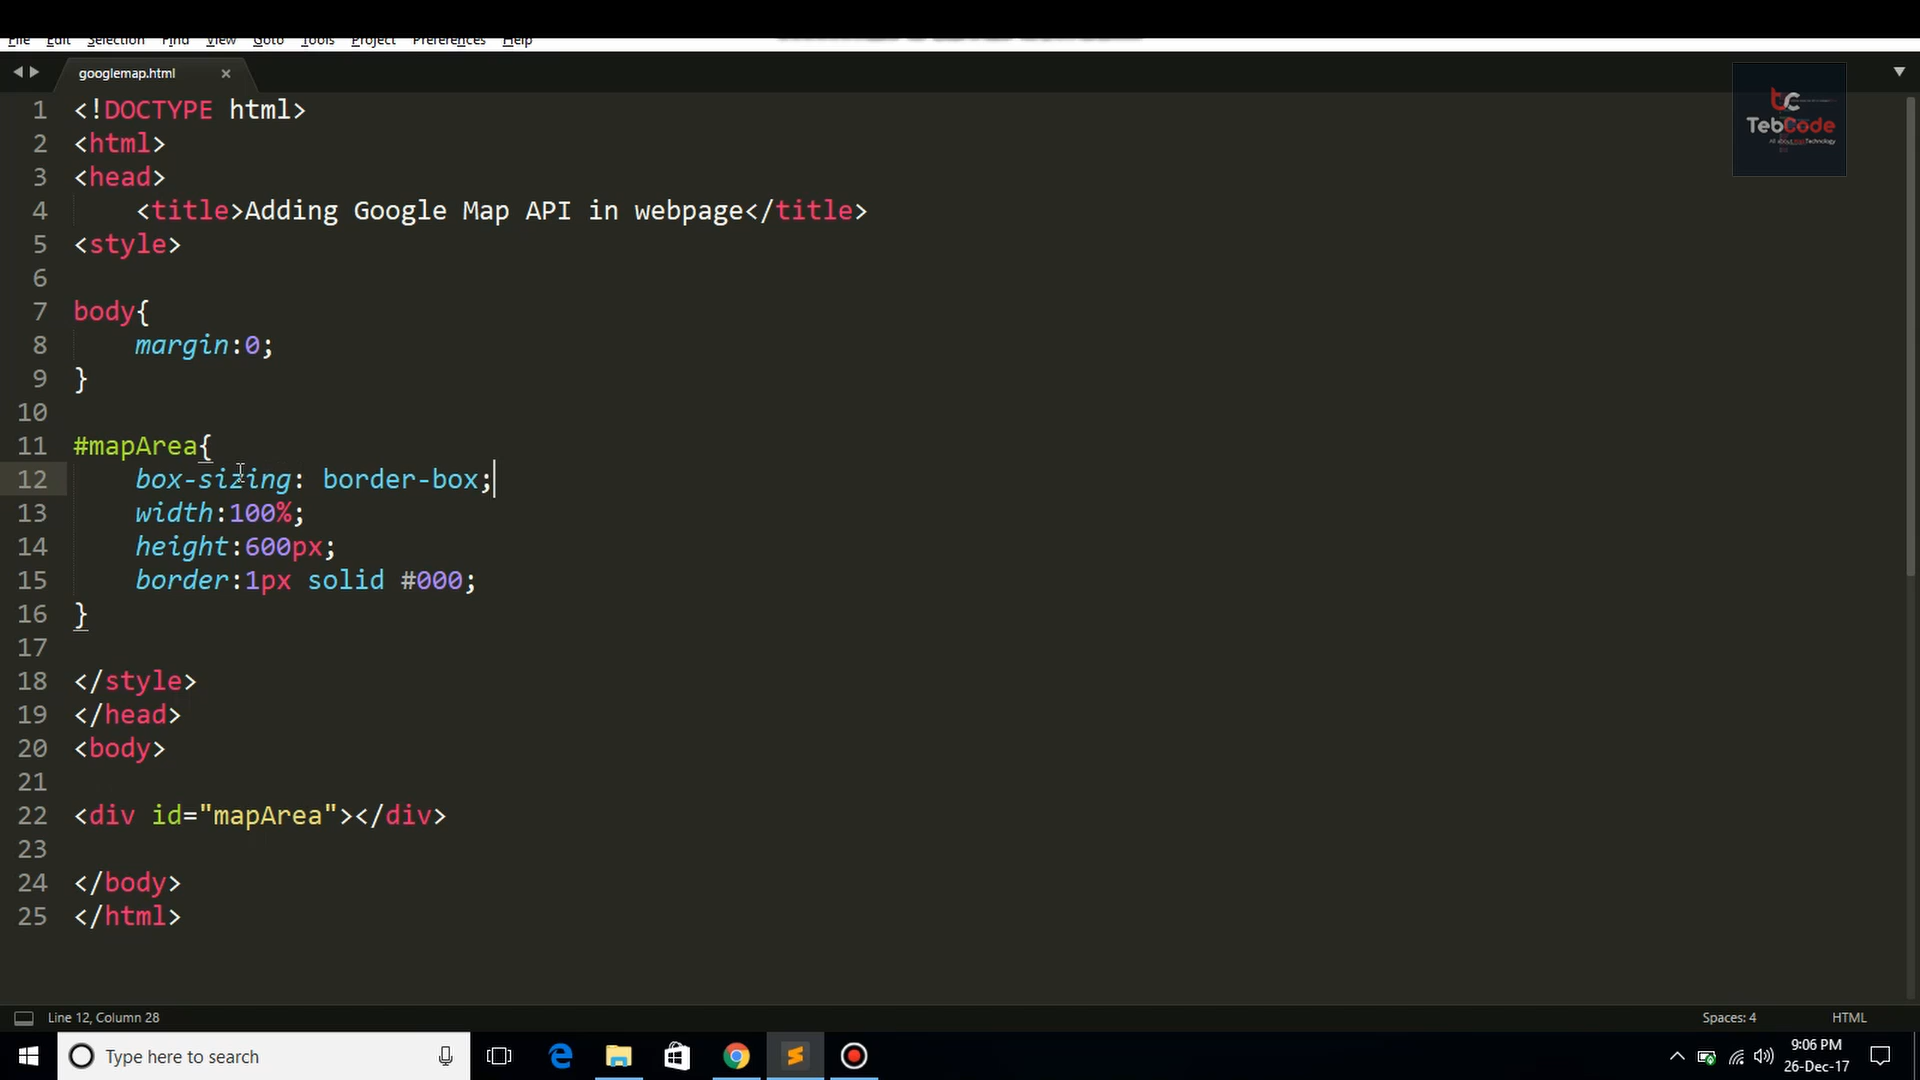 File Edit Selection Find View Goto Tools Project Preferences Help
googlemap.html
tc
TebCode
1 <!DOCTYPE html>
2 <html>
3 <head>
4 <title>Adding Google Map API in webpage</title>
5 <style>
6
7 body{
8 margin:0;
9 }
10
11 #mapArea{
12 box-sizing: border-box;
13 width:100%;
14 height:600px;
15 border:1px solid #000;
16 }
17
18 </style>
19 </head>
20 <body>
21
22 <div id="mapArea"></div>
23
24 </body>
25 </html>
Line 12, Column 28
Spaces: 4
HTML
Type here to search
9:06 PM
26-Dec-17